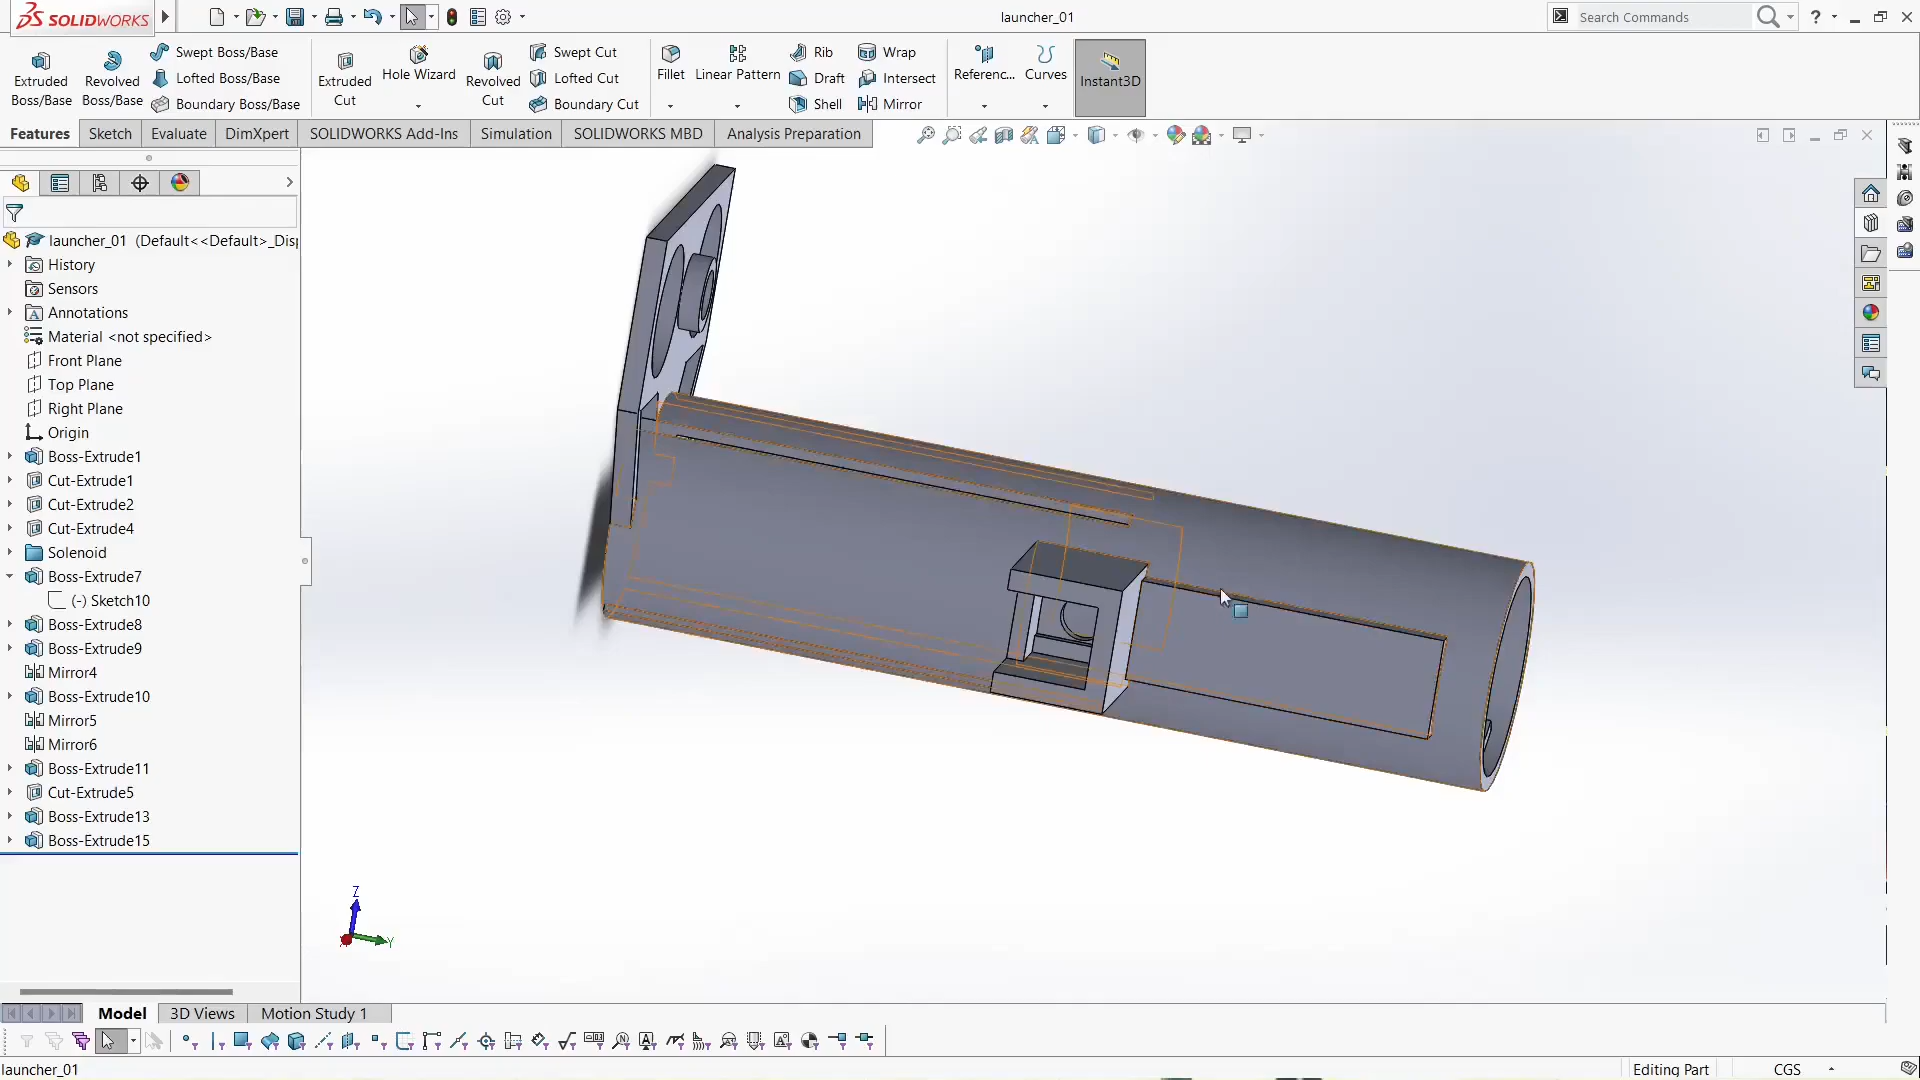 SOLIDWORKS
launcher_01
Search Commands
?
Extruded Boss/Base
Revolved Boss/Base
Swept Boss/Base
Lofted Boss/Base
Boundary Boss/Base
Extruded Cut
Hole Wizard
Revolved Cut
Swept Cut
Lofted Cut
Boundary Cut
Fillet
Linear Pattern
Rib
Draft
Shell
Wrap
Intersect
Mirror
Referenc...
Curves
Instant3D
Features
Sketch
Evaluate
DimXpert
SOLIDWORKS Add-Ins
Simulation
SOLIDWORKS MBD
Analysis Preparation
launcher_01 (Default<<Default>_Disp
History
Sensors
Annotations
Material <not specified>
Front Plane
Top Plane
Right Plane
Origin
Boss-Extrude1
Cut-Extrude1
Cut-Extrude2
Cut-Extrude4
Solenoid
Boss-Extrude7
(-) Sketch10
Boss-Extrude8
Boss-Extrude9
Mirror4
Boss-Extrude10
Mirror5
Mirror6
Boss-Extrude11
Cut-Extrude5
Boss-Extrude13
Boss-Extrude15
Z
Y
Model
3D Views
Motion Study 1
launcher_01
Editing Part
CGS